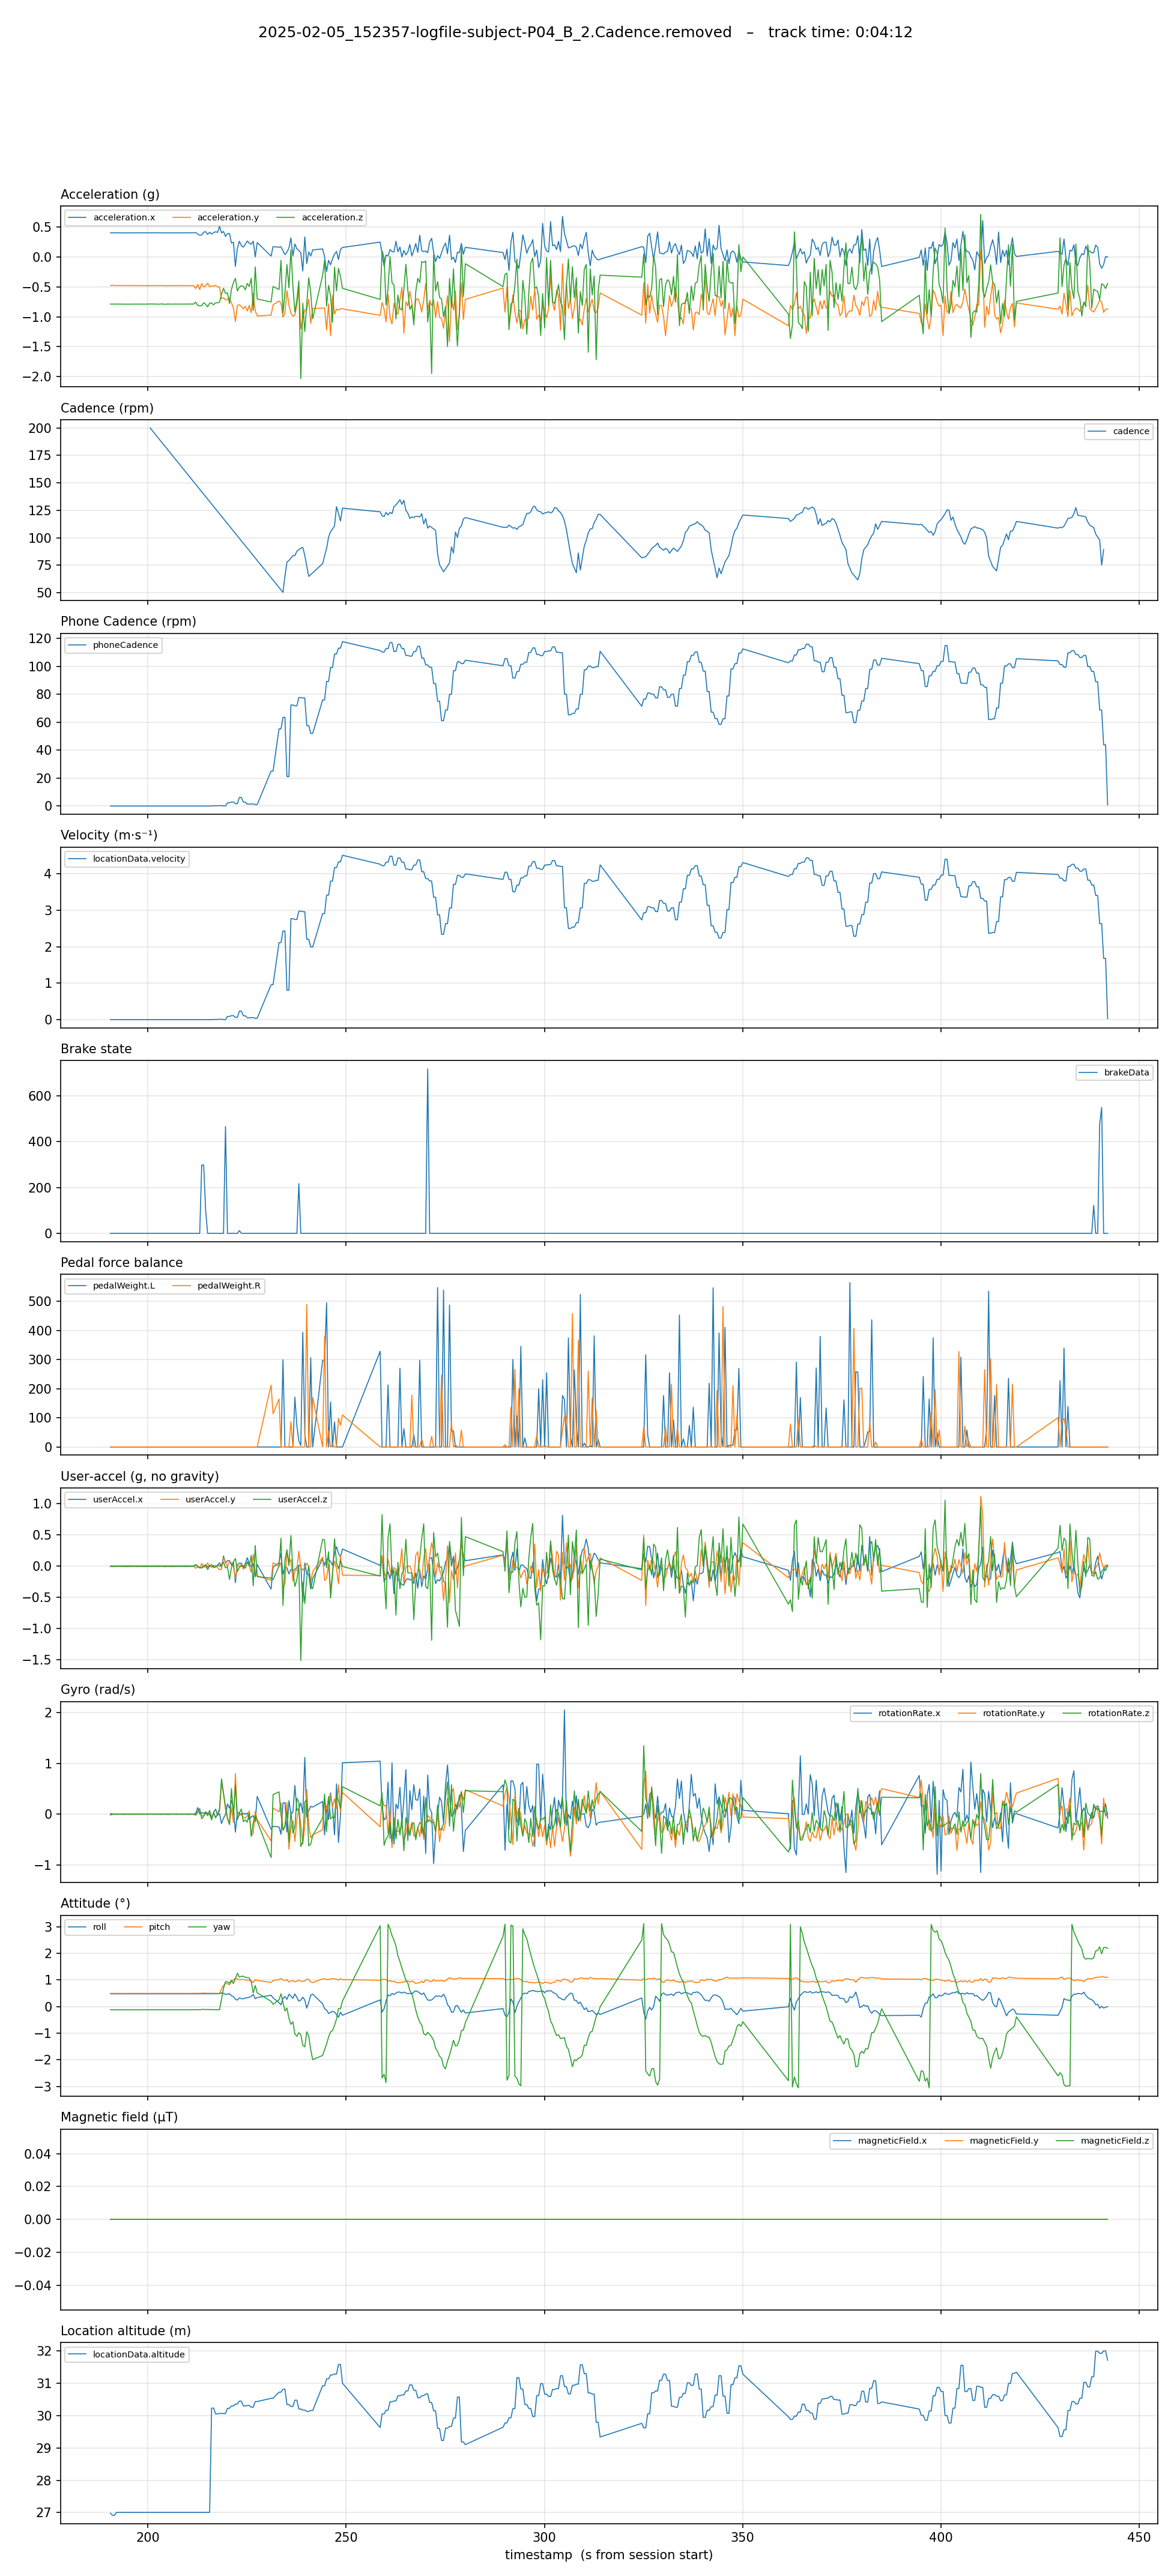 2025-02-05_152357-logfile-subject-P04_B_2.Cadence.removed – track time: 0:04:12
Acceleration (g)
acceleration.x acceleration.y acceleration.z
0.5
0.0
−0.5
−1.0
−1.5
−2.0
Cadence (rpm)
cadence
200
175
150
125
100
75
50
Phone Cadence (rpm)
phoneCadence
120
100
80
60
40
20
0
Velocity (m·s⁻¹)
locationData.velocity
4
3
2
1
0
Brake state
brakeData
600
400
200
0
Pedal force balance
pedalWeight.L pedalWeight.R
500
400
300
200
100
0
User-accel (g, no gravity)
userAccel.x userAccel.y userAccel.z
1.0
0.5
0.0
−0.5
−1.0
−1.5
Gyro (rad/s)
rotationRate.x rotationRate.y rotationRate.z
2
1
0
−1
Attitude (°)
roll pitch yaw
3
2
1
0
−1
−2
−3
Magnetic field (µT)
magneticField.x magneticField.y magneticField.z
0.04
0.02
0.00
−0.02
−0.04
Location altitude (m)
locationData.altitude
32
31
30
29
28
27
200 250 300 350 400 450
timestamp (s from session start)